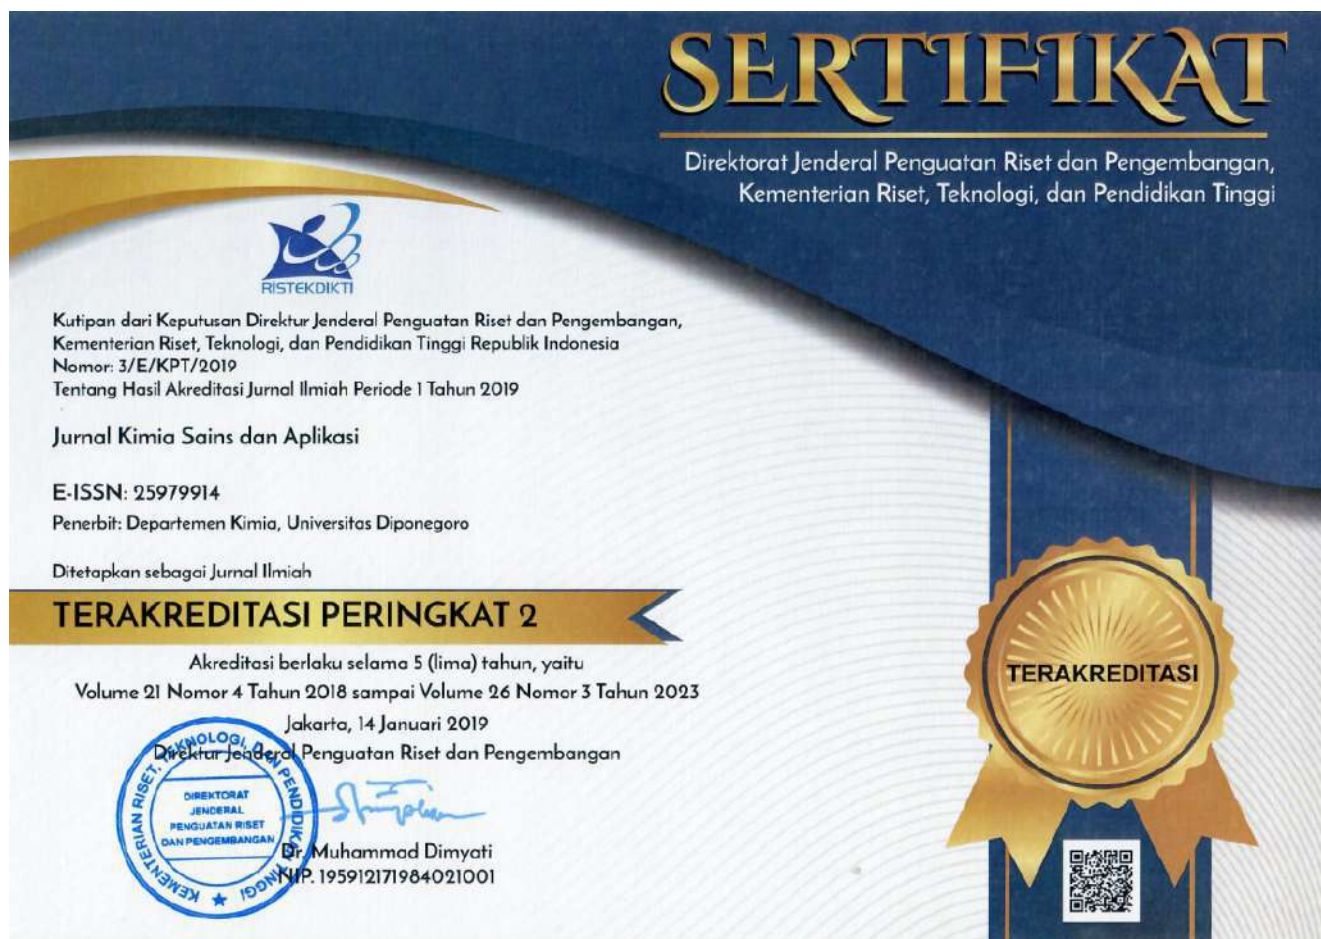 SERTIFIKAT
Direktorat Jenderal Penguatan Riset dan Pengembangan,
Kementerian Riset, Teknologi, dan Pendidikan Tinggi
RISTEKDIKTI
Kutipan dari Keputusan Direktur Jenderal Penguatan Riset dan Pengembangan,
Kementerian Riset, Teknologi, dan Pendidikan Tinggi Republik Indonesia
Nomor: 3/E/KPT/2019
Tentang Hasil Akreditasi Jurnal Ilmiah Periode 1 Tahun 2019
Jurnal Kimia Sains dan Aplikasi
E-ISSN: 25979914
Penerbit: Departemen Kimia, Universitas Diponegoro
Ditetapkan sebagai Jurnal Ilmiah
TERAKREDITASI PERINGKAT 2
Akreditasi berlaku selama 5 (lima) tahun, yaitu
Volume 21 Nomor 4 Tahun 2018 sampai Volume 26 Nomor 3 Tahun 2023
Jakarta, 14 Januari 2019
Direktur Jenderal Penguatan Riset dan Pengembangan
KEMENTERIAN RISET, TEKNOLOGI, DAN PENDIDIKAN TINGGI
DIREKTORAT
JENDERAL
PENGUATAN RISET
DAN PENGEMBANGAN
Dr. Muhammad Dimyati
NIP. 195912171984021001
TERAKREDITASI